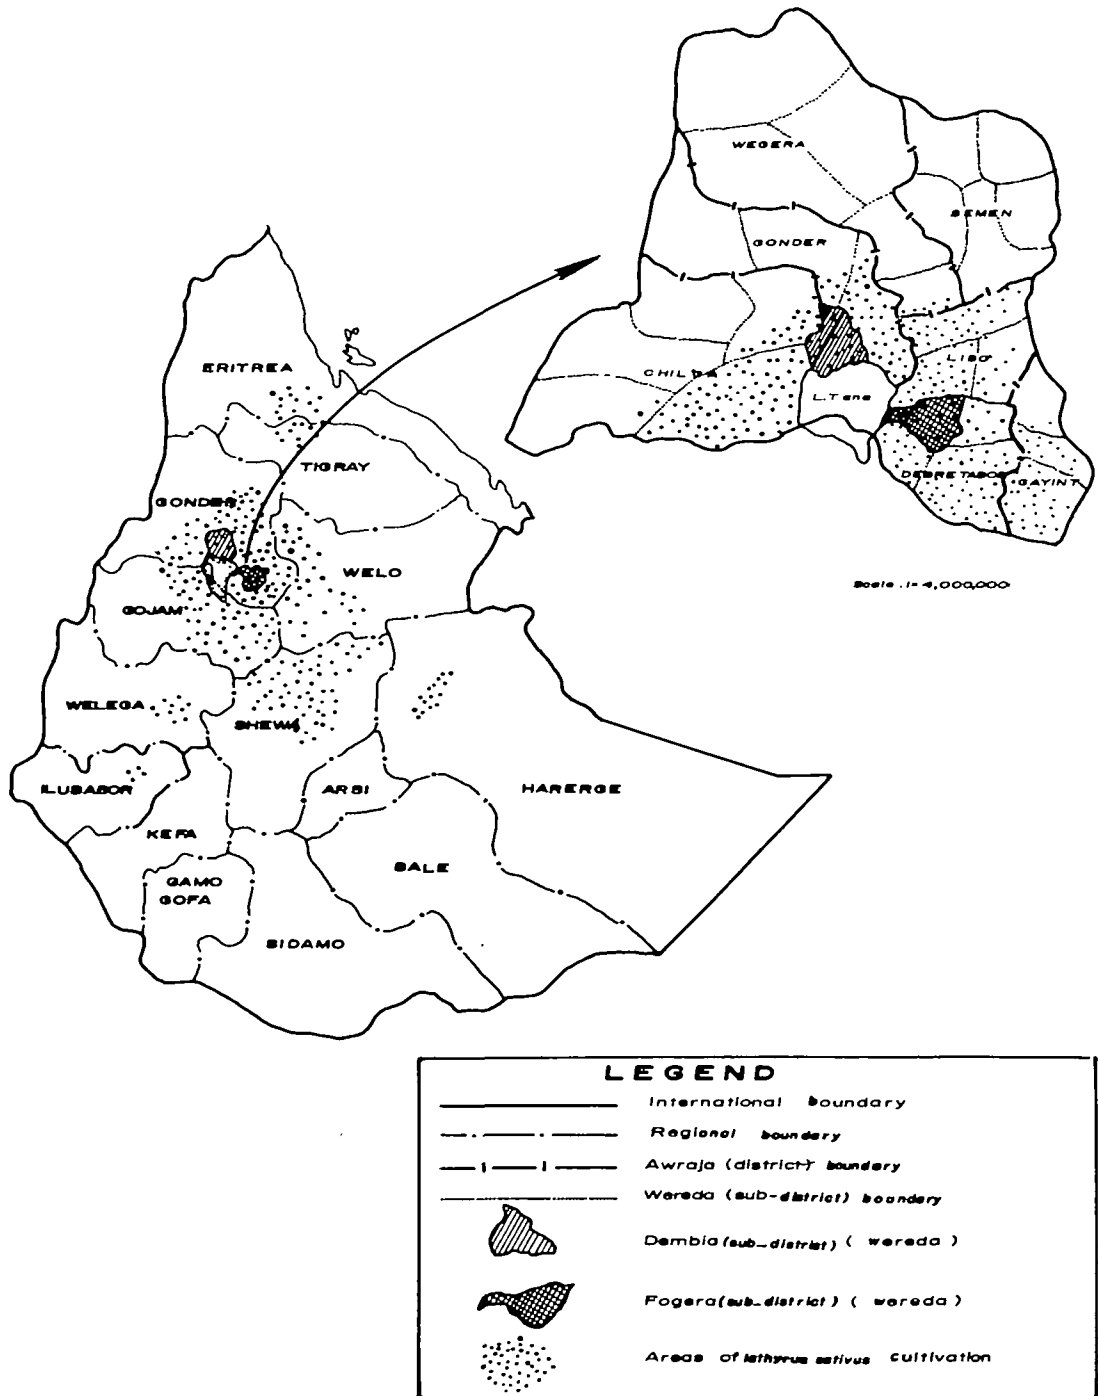 WEGERA
SEMEN
GONDER
LIBO
CHILGA
L.Tana
DEBRETABOR
GAYINT
Scale . 1=4,000,000
ERITREA
TIGRAY
GONDER
WELO
GOJAM
WELEGA
SHEWA
ILUBABOR
ARSI
HARERGE
KEFA
BALE
GAMO
GOFA
SIDAMO
LEGEND
International boundary
Regional boundary
Awraja (district) boundary
Wereda (sub-district) boundary
Dembia (sub-district) ( wereda )
Fogera (sub-district) ( wereda )
Areas of lathyrus sativus cultivation